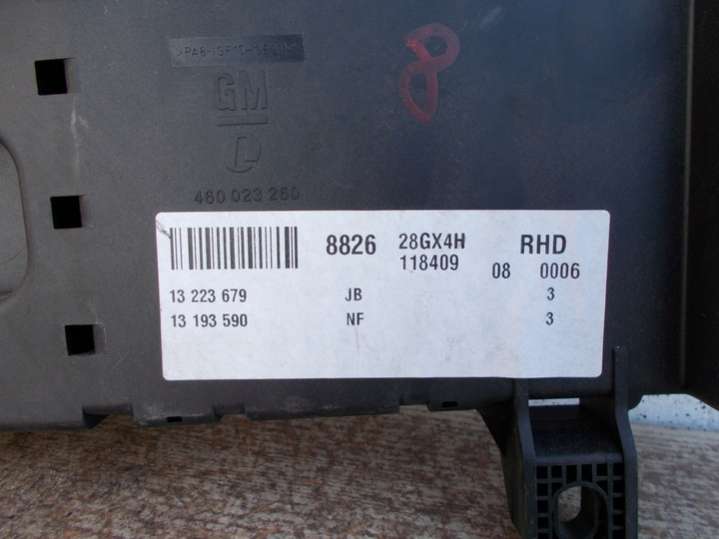 8
GM
460 023 260
8826 28GX4H RHD
118409 08 0006
13 223 679 JB 3
13 193 590 NF 3